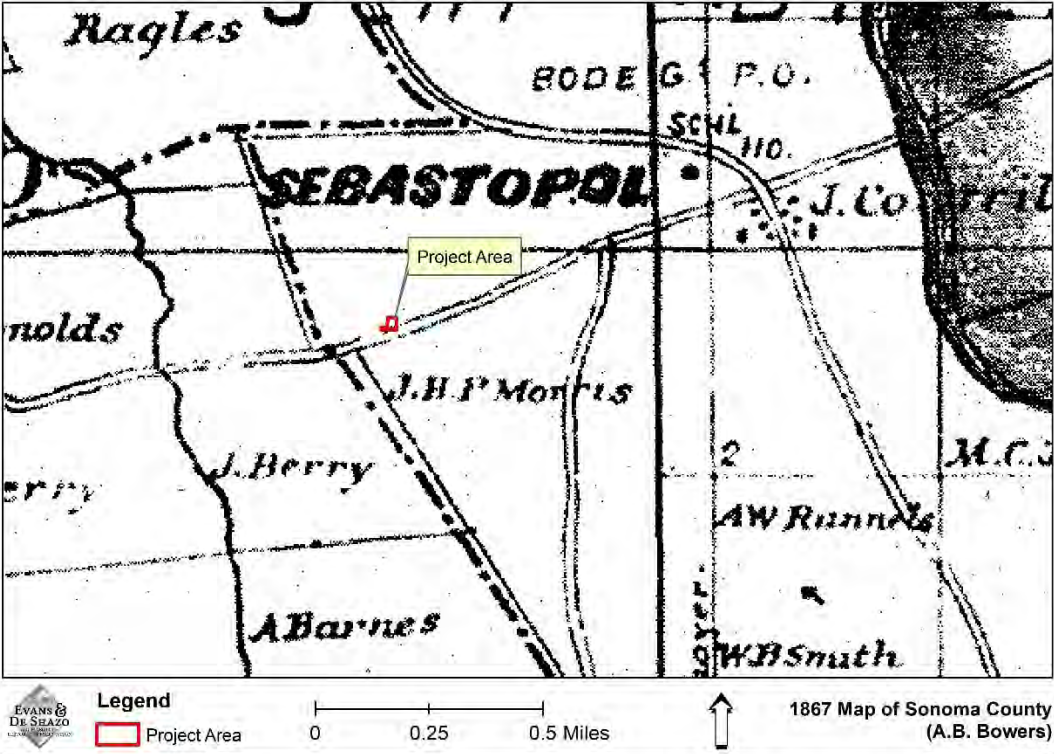 Ragles
BODEG
P.O.
SCHL
HO.
SEBASTOPOL
Project Area
nolds
J.H.P Morris
J. Berry
erry
2
M.C.
AW Runnels
A Barnes
W.B Smith
EVANS &
DE SHAZO
Legend
Project Area
0
0.25
0.5 Miles
1867 Map of Sonoma County
(A.B. Bowers)